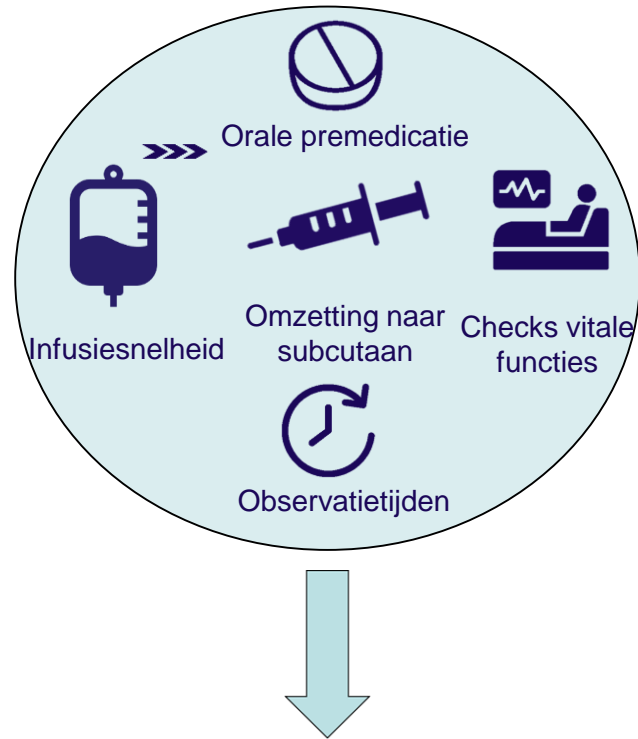 Orale premedicatie
Infusiesnelheid
Omzetting naar
subcutaan
Checks vitale
functies
Observatietijden